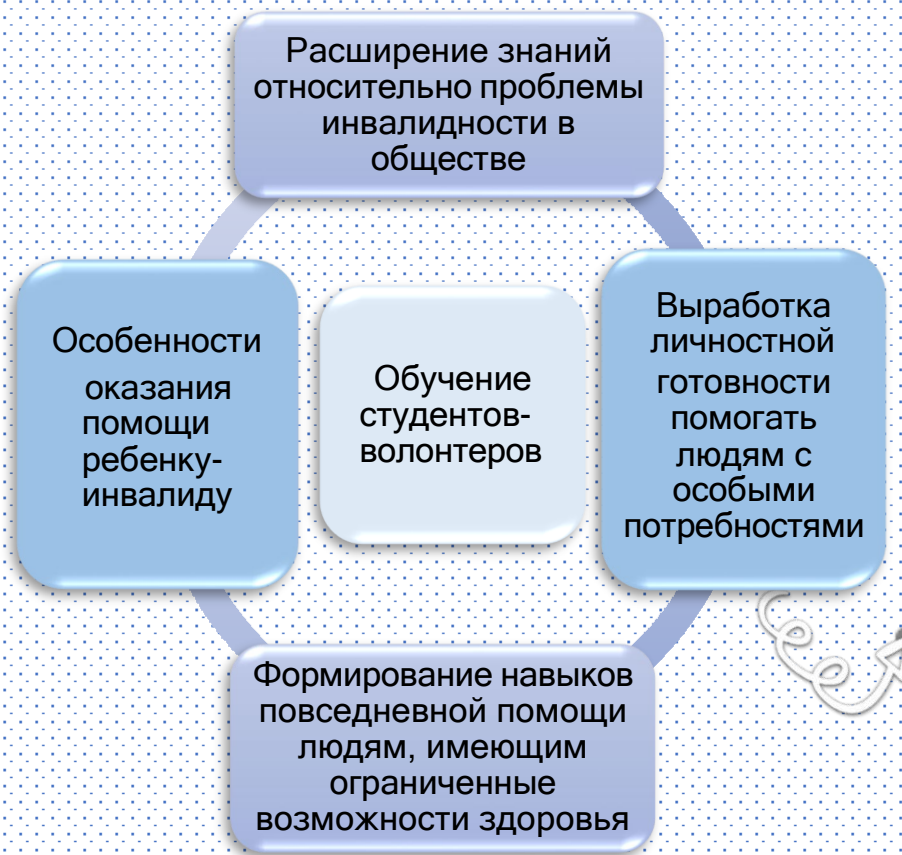 Расширение знаний
относительно проблемы
инвалидности в
обществе
Особенности
оказания
помощи
ребенку-
инвалиду
Обучение
студентов-
волонтеров
Выработка
личностной
готовности
помогать
людям с
особыми
потребностями
Формирование навыков
повседневной помощи
людям, имеющим
ограниченные
возможности здоровья